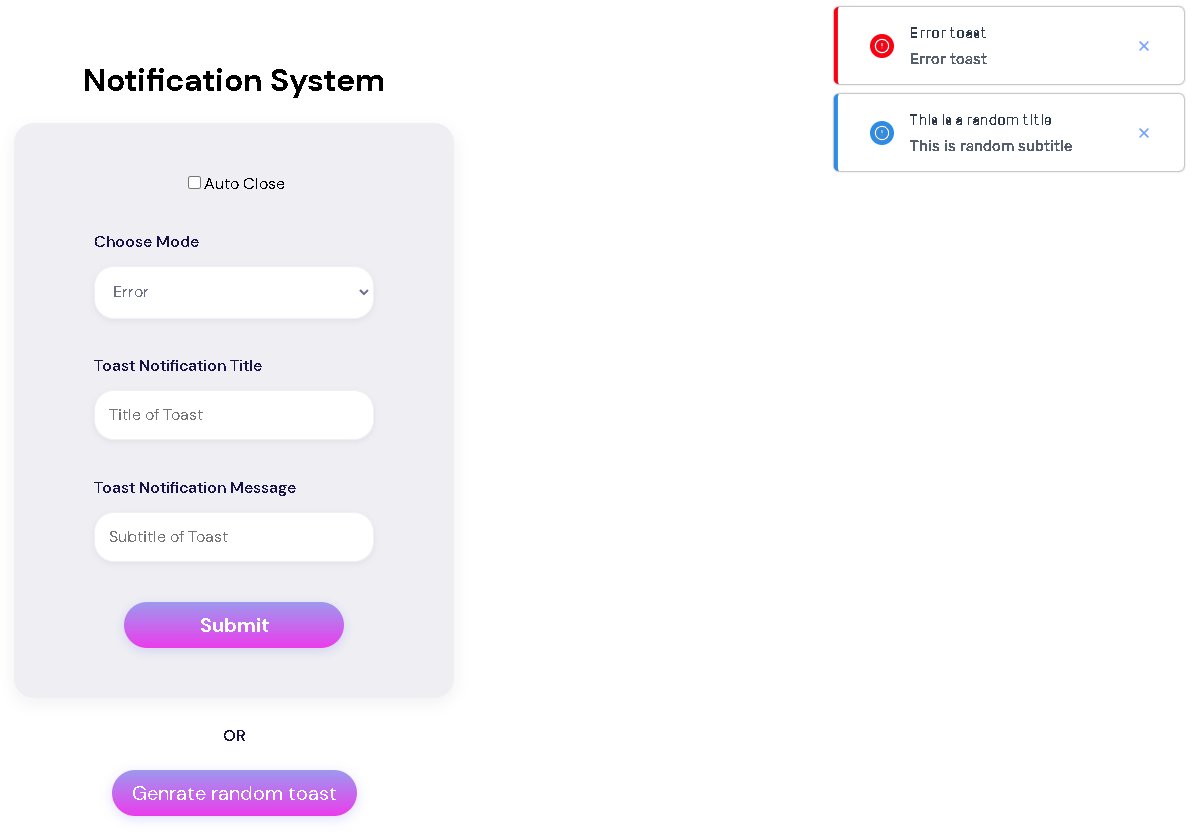 Notification System
Auto Close
Choose Mode
Error
Toast Notification Title
Title of Toast
Toast Notification Message
Subtitle of Toast
Submit
OR
Genrate random toast
Error toast
Error toast
This is a random title
This is random subtitle